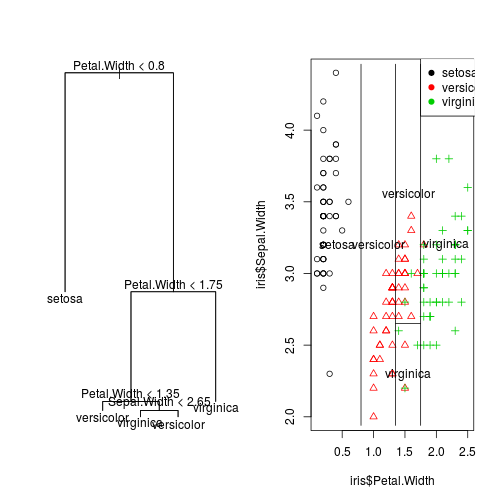 Petal.Width < 0.8
setosa
Petal.Width < 1.75
Petal.Width < 1.35
Sepal.Width < 2.65
versicolor
virginica
versicolor
virginica
iris$Sepal.Width
4.0
3.5
3.0
2.5
2.0
setosa
versico
virgini
versicolor
setosa
versicolor
virginica
virginica
0.5 1.0 1.5 2.0 2.5
iris$Petal.Width